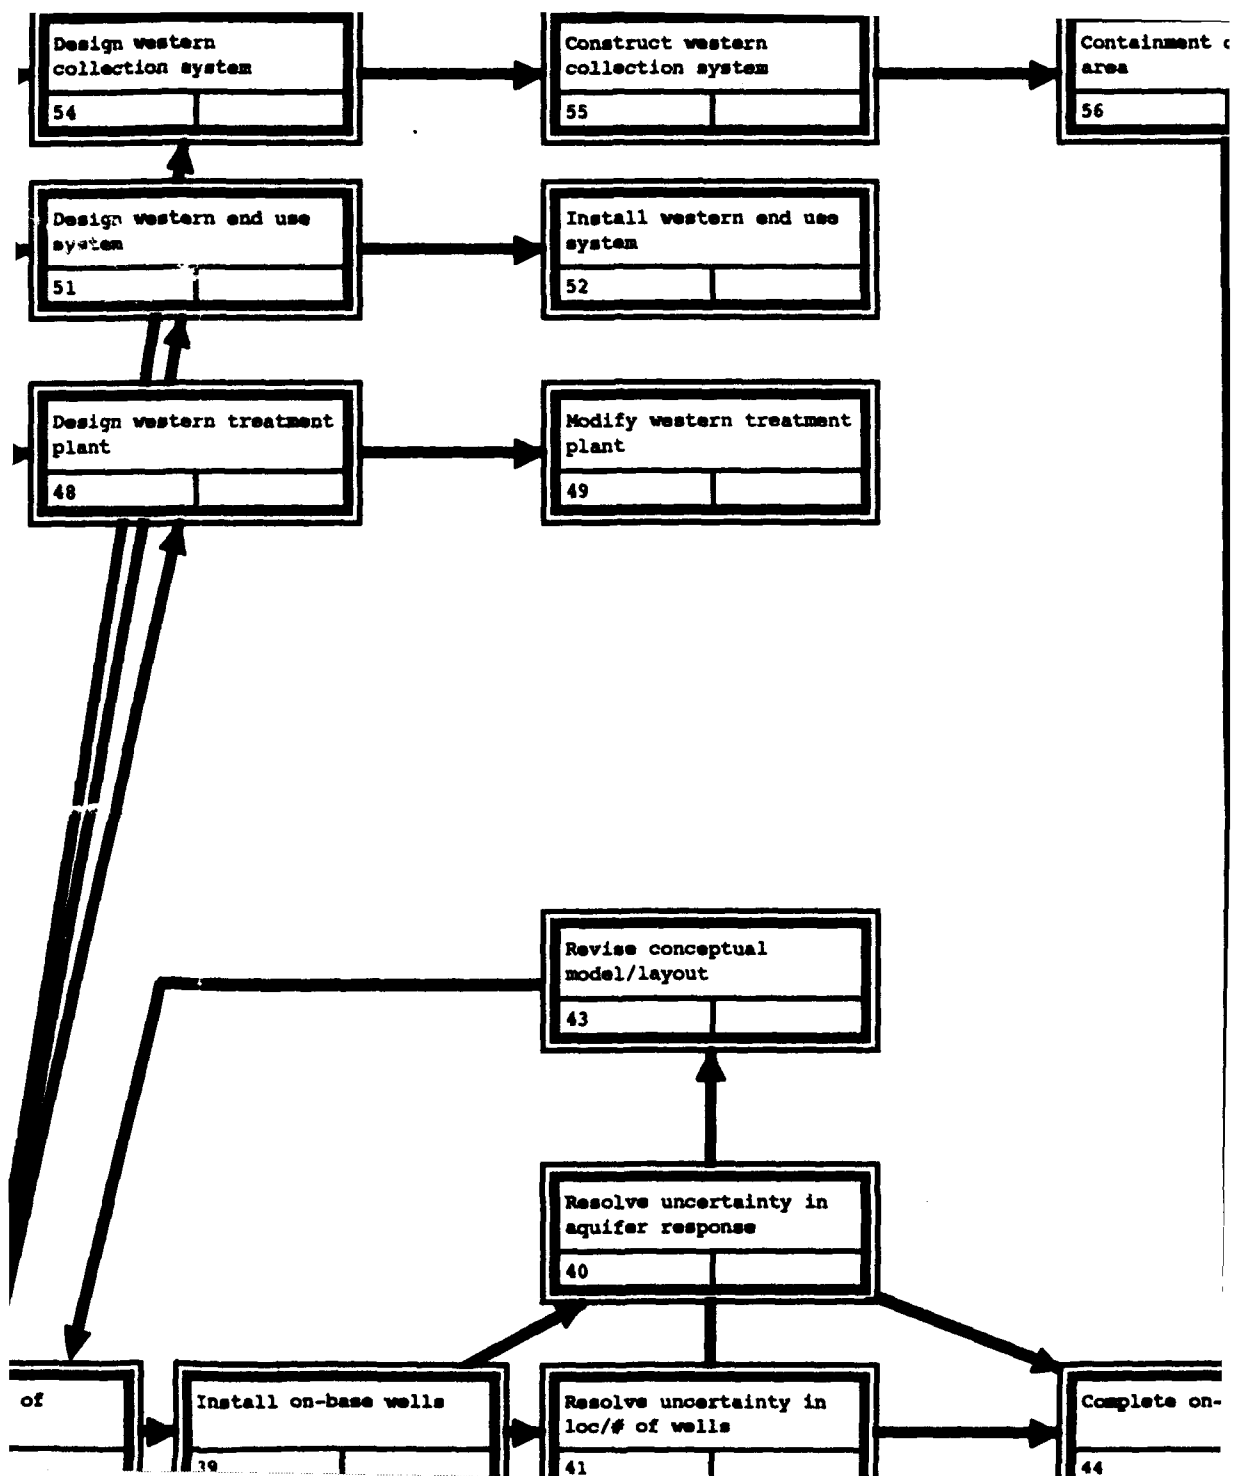 Design western
collection system
54
Construct western
collection system
55
Containment
area
56
Design western end use
system
51
Install western end use
system
52
Design western treatment
plant
48
Modify western treatment
plant
49
Revise conceptual
model/layout
43
Resolve uncertainty in
aquifer response
40
of
Install on-base wells
39
Resolve uncertainty in
loc/# of wells
41
Complete on-
44